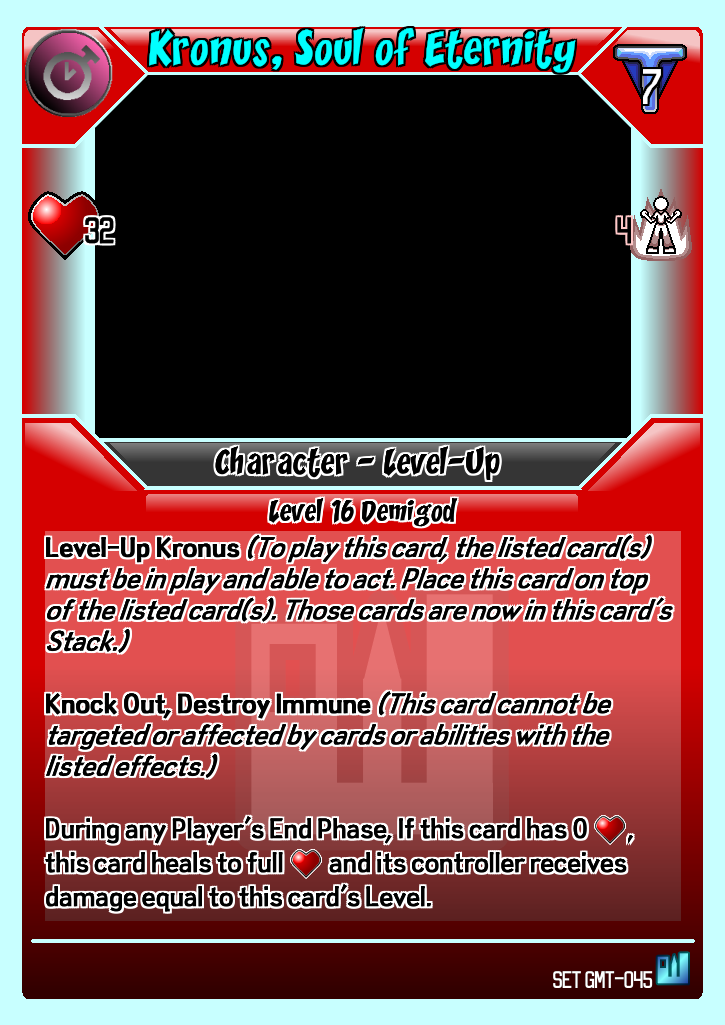 Kronus, Soul of Eternity
7
32
4
Character - Level-Up
Level 16 Demigod
Level-Up Kronus (To play this card, the listed card(s)
must be in play and able to act. Place this card on top
of the listed card(s). Those cards are now in this card's
Stack.)
Knock Out, Destroy Immune (This card cannot be
targeted or affected by cards or abilities with the
listed effects.)
During any Player's End Phase, If this card has 0 ,
this card heals to full and its controller receives
damage equal to this card's Level.
SET GMT-045